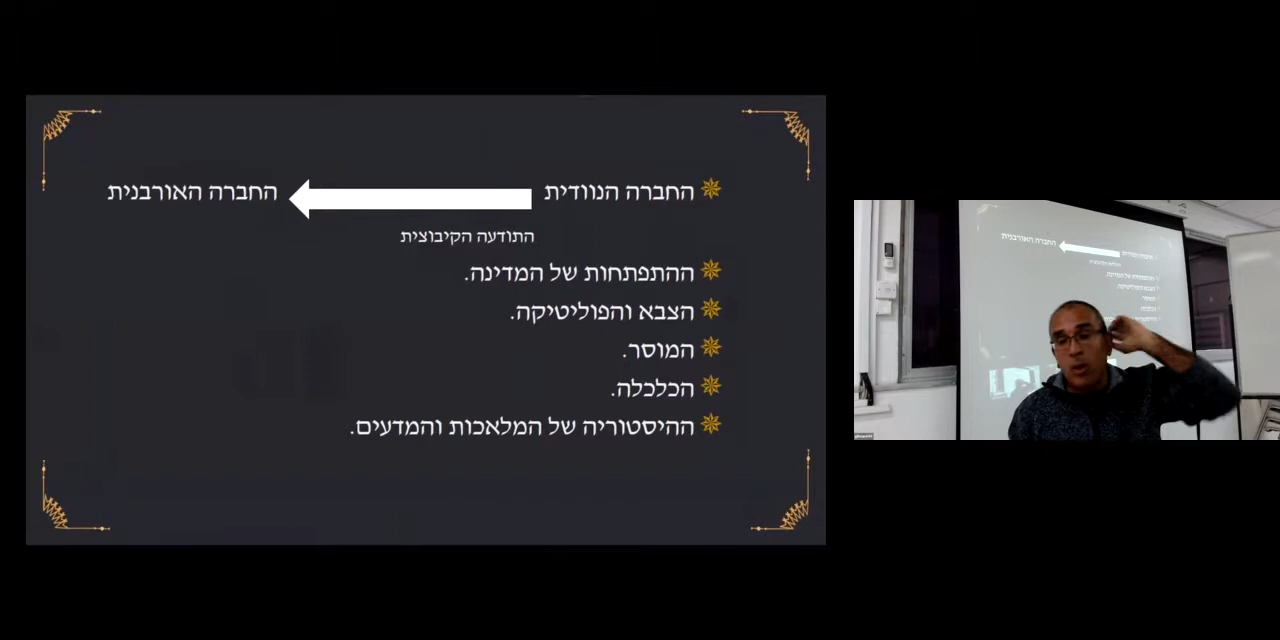 החברה הנוודית החברה האורבנית
התודעה הקיבוצית
ההתפתחות של המדינה.
הצבא והפוליטיקה.
המוסר.
הכלכלה.
ההיסטוריה של המלאכות והמדעים.